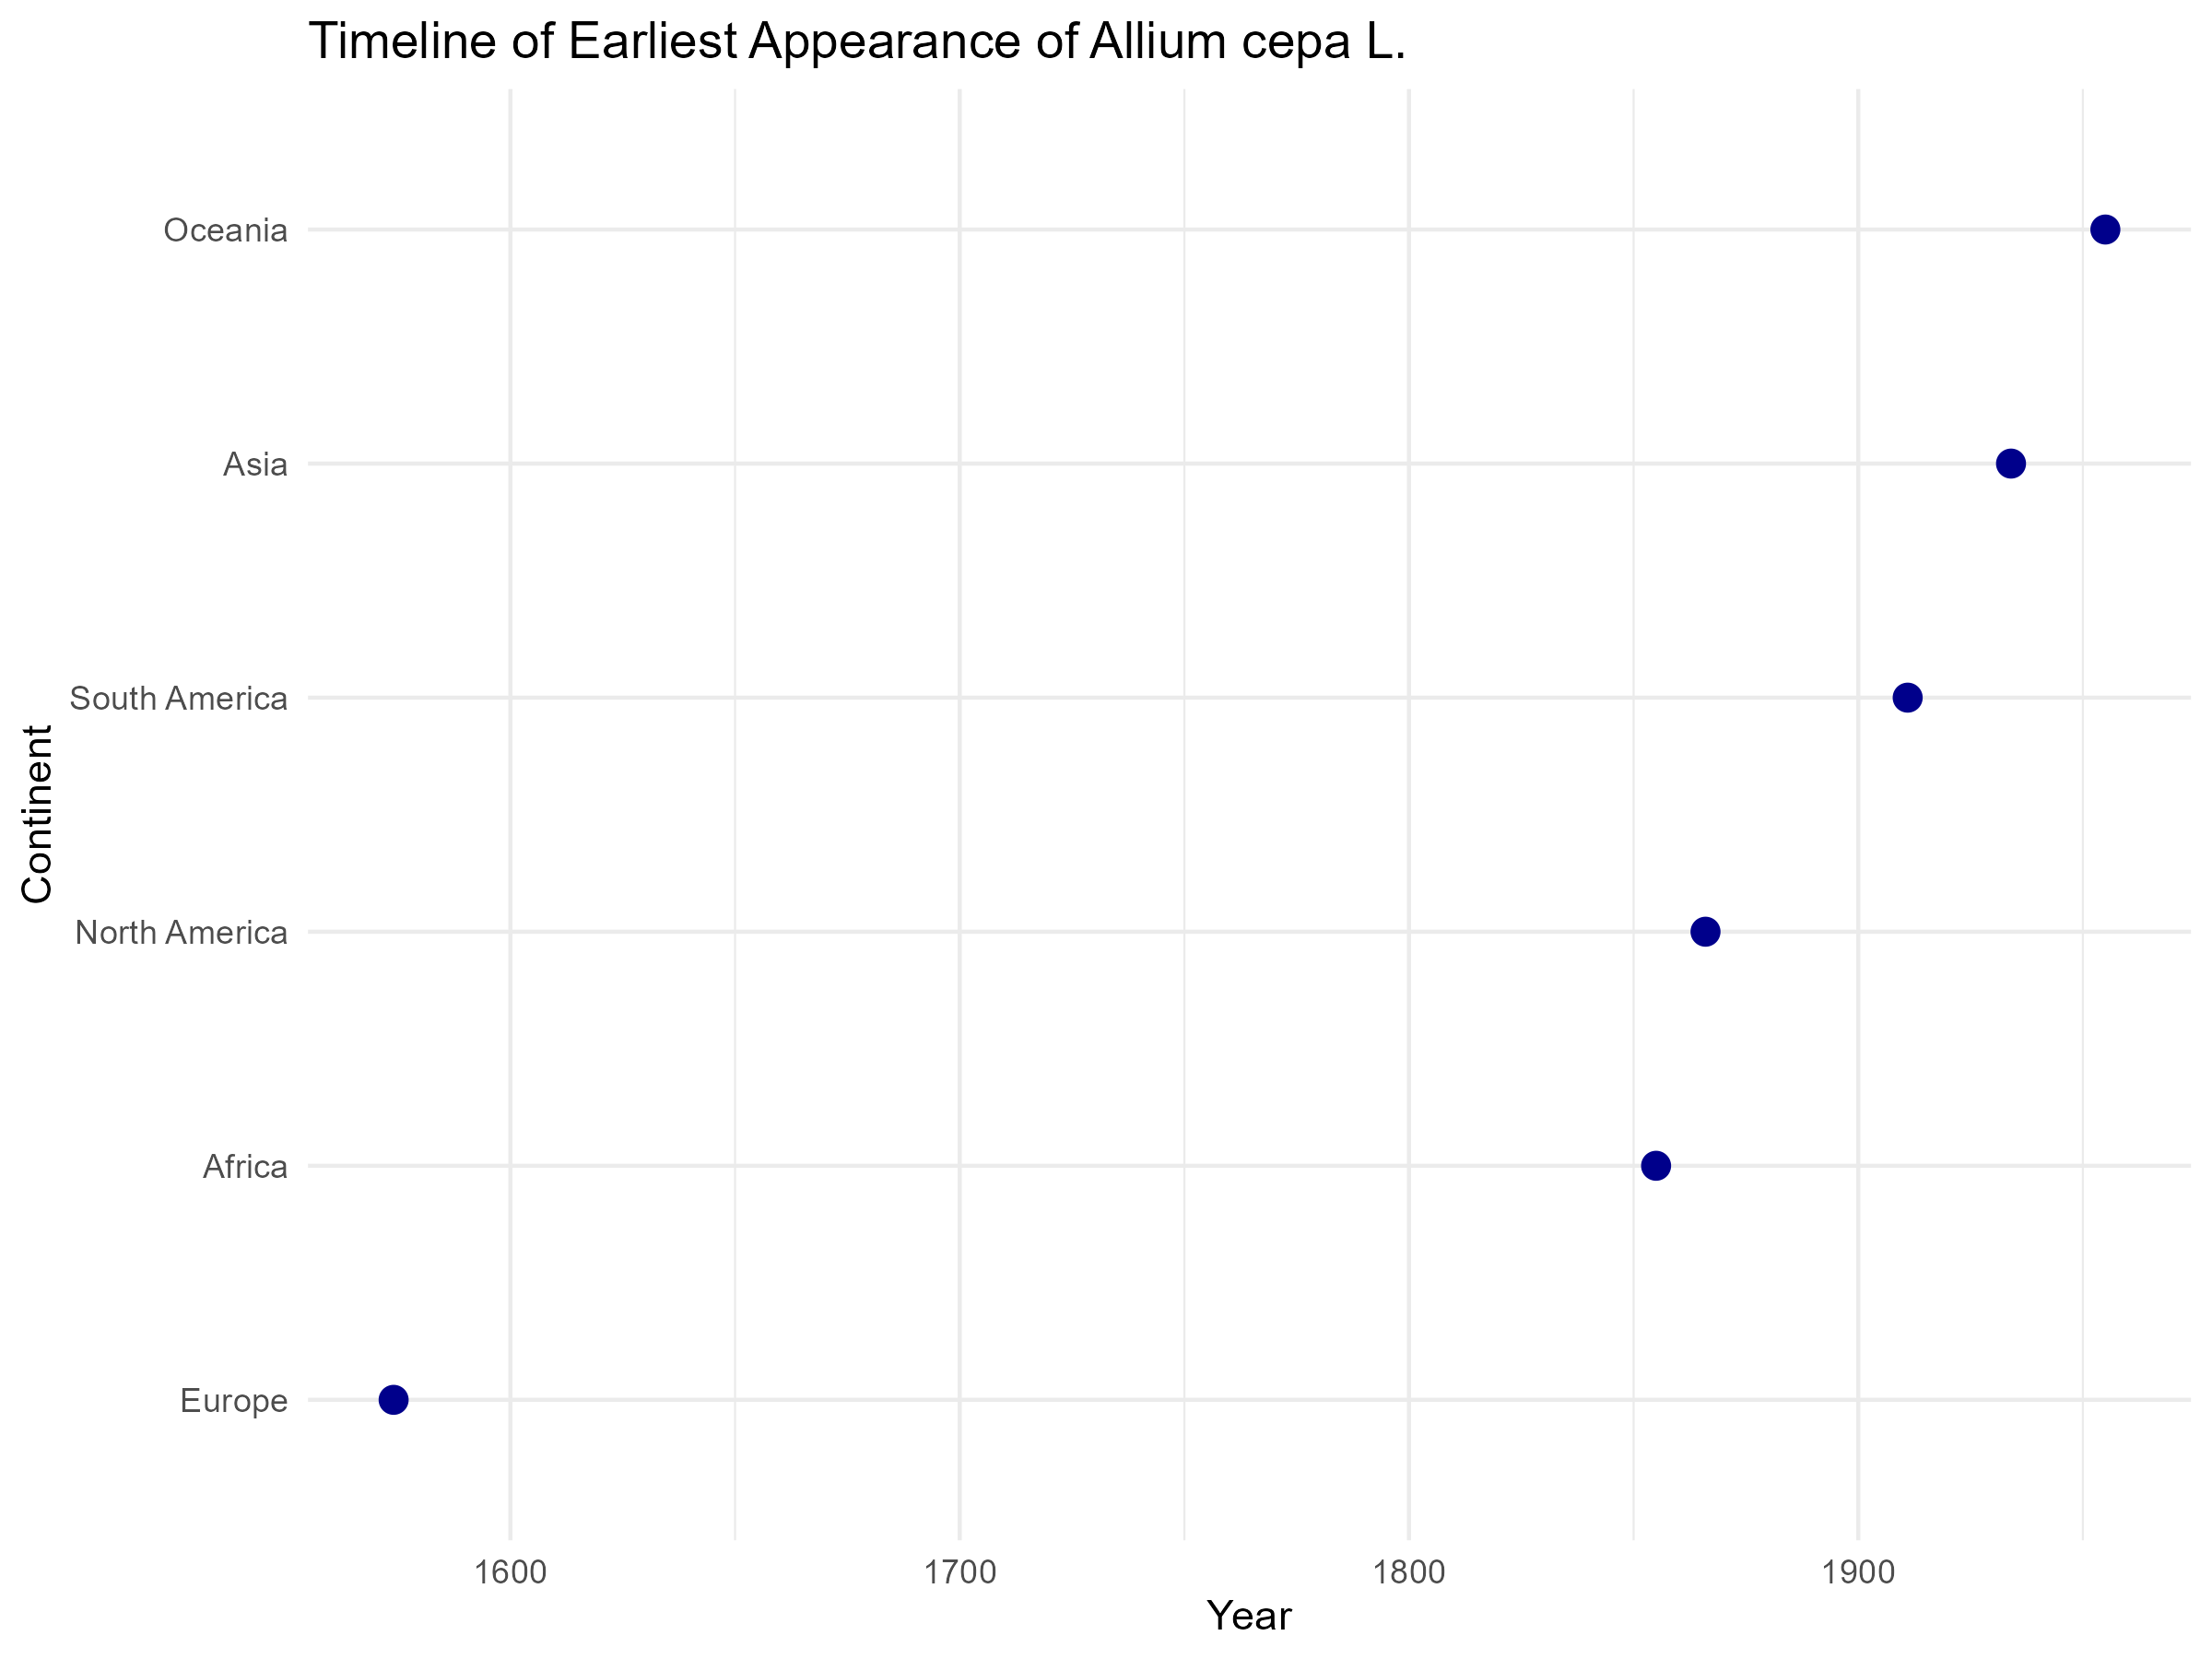 Timeline of Earliest Appearance of Allium cepa L.
Continent
Oceania
Asia
South America
North America
Africa
Europe
1600 1700 1800 1900
Year